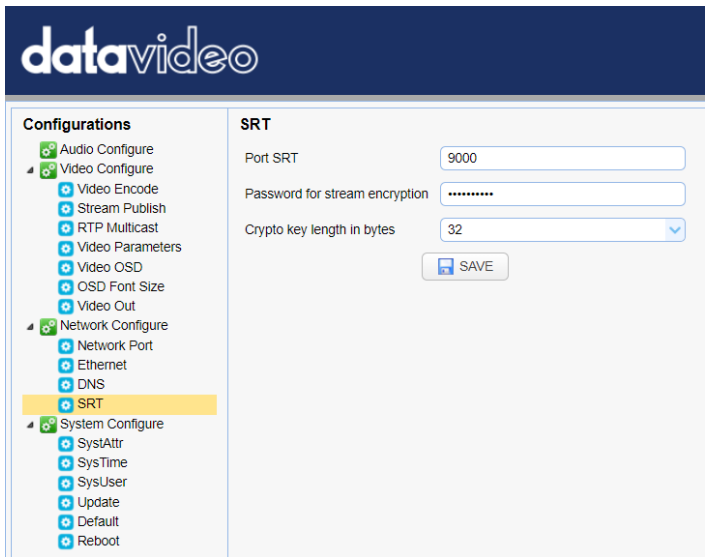 datavideo
Configurations
Audio Configure
Video Configure
Video Encode
Stream Publish
RTP Multicast
Video Parameters
Video OSD
OSD Font Size
Video Out
Network Configure
Network Port
Ethernet
DNS
SRT
System Configure
SystAttr
SysTime
SysUser
Update
Default
Reboot
SRT
Port SRT 9000
Password for stream encryption ••••••••••
Crypto key length in bytes 32
SAVE